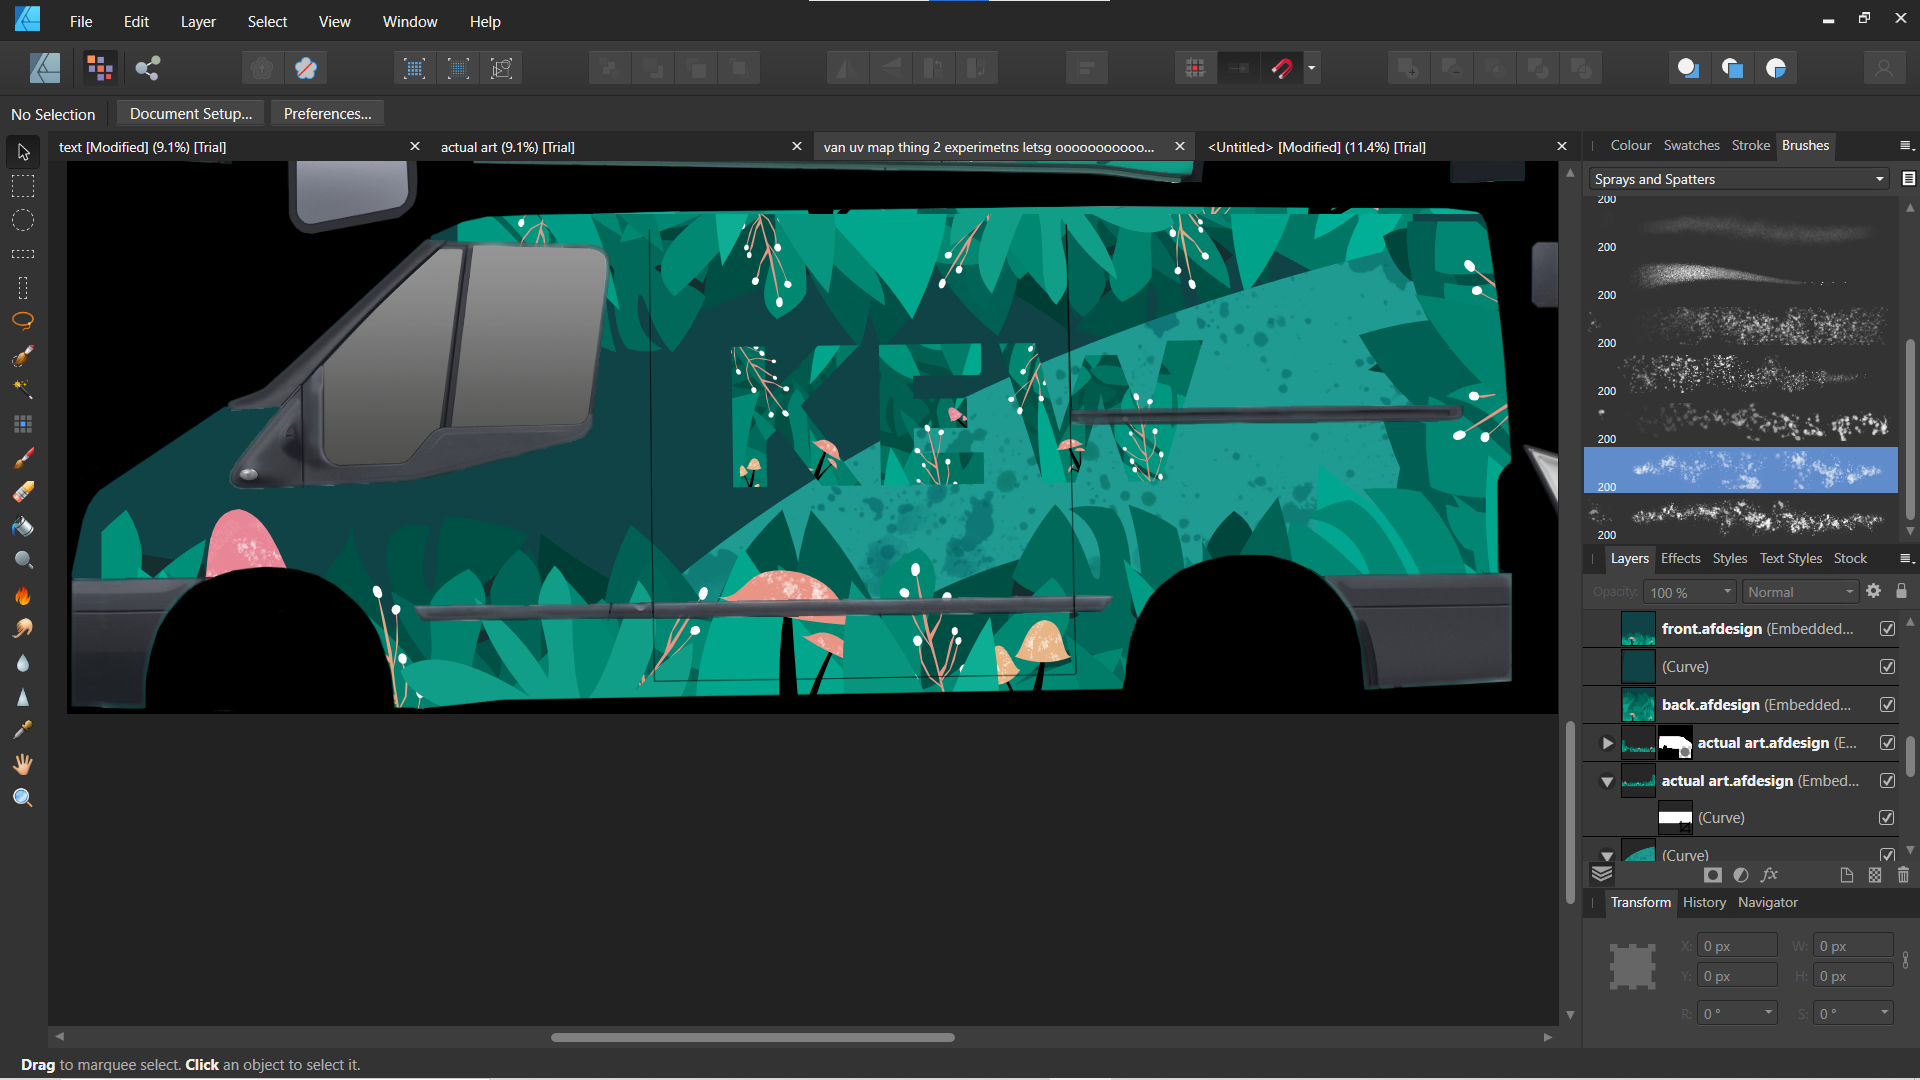 File Edit Layer Select View Window Help
No Selection Document Setup... Preferences...
text [Modified] (9.1%) [Trial] actual art (9.1%) [Trial] van uv map thing 2 experimetns letsg ooooooooooo... <Untitled> [Modified] (11.4%) [Trial]
Colour Swatches Stroke Brushes
Sprays and Spatters
200
200
200
200
200
200
200
200
KEW
Layers Effects Styles Text Styles Stock
Opacity: 100 % Normal
front.afdesign (Embedded...
(Curve)
back.afdesign (Embedded...
actual art.afdesign (E...
actual art.afdesign (Embed...
(Curve)
(Curve)
fx
Transform History Navigator
X: 0 px W: 0 px
Y: 0 px H: 0 px
R: 0 ° S: 0 °
Drag to marquee select. Click an object to select it.